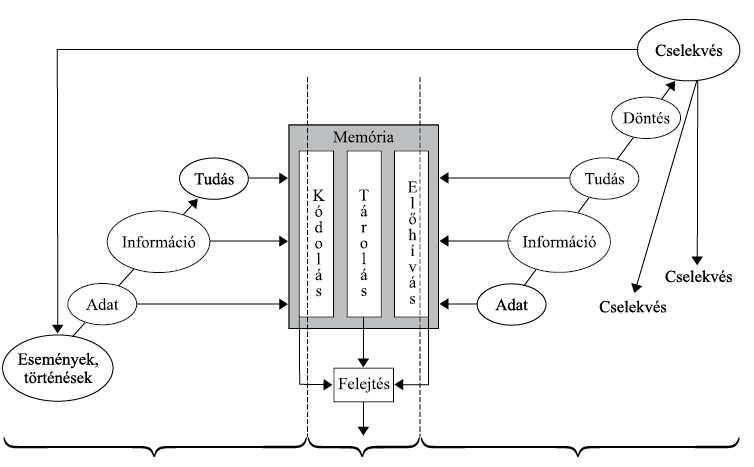 Cselekvés
Döntés
Memória
Tudás
Kódolás
Tárolás
Előhívás
Tudás
Információ
Információ
Adat
Adat
Cselekvés
Cselekvés
Események,
történések
Felejtés